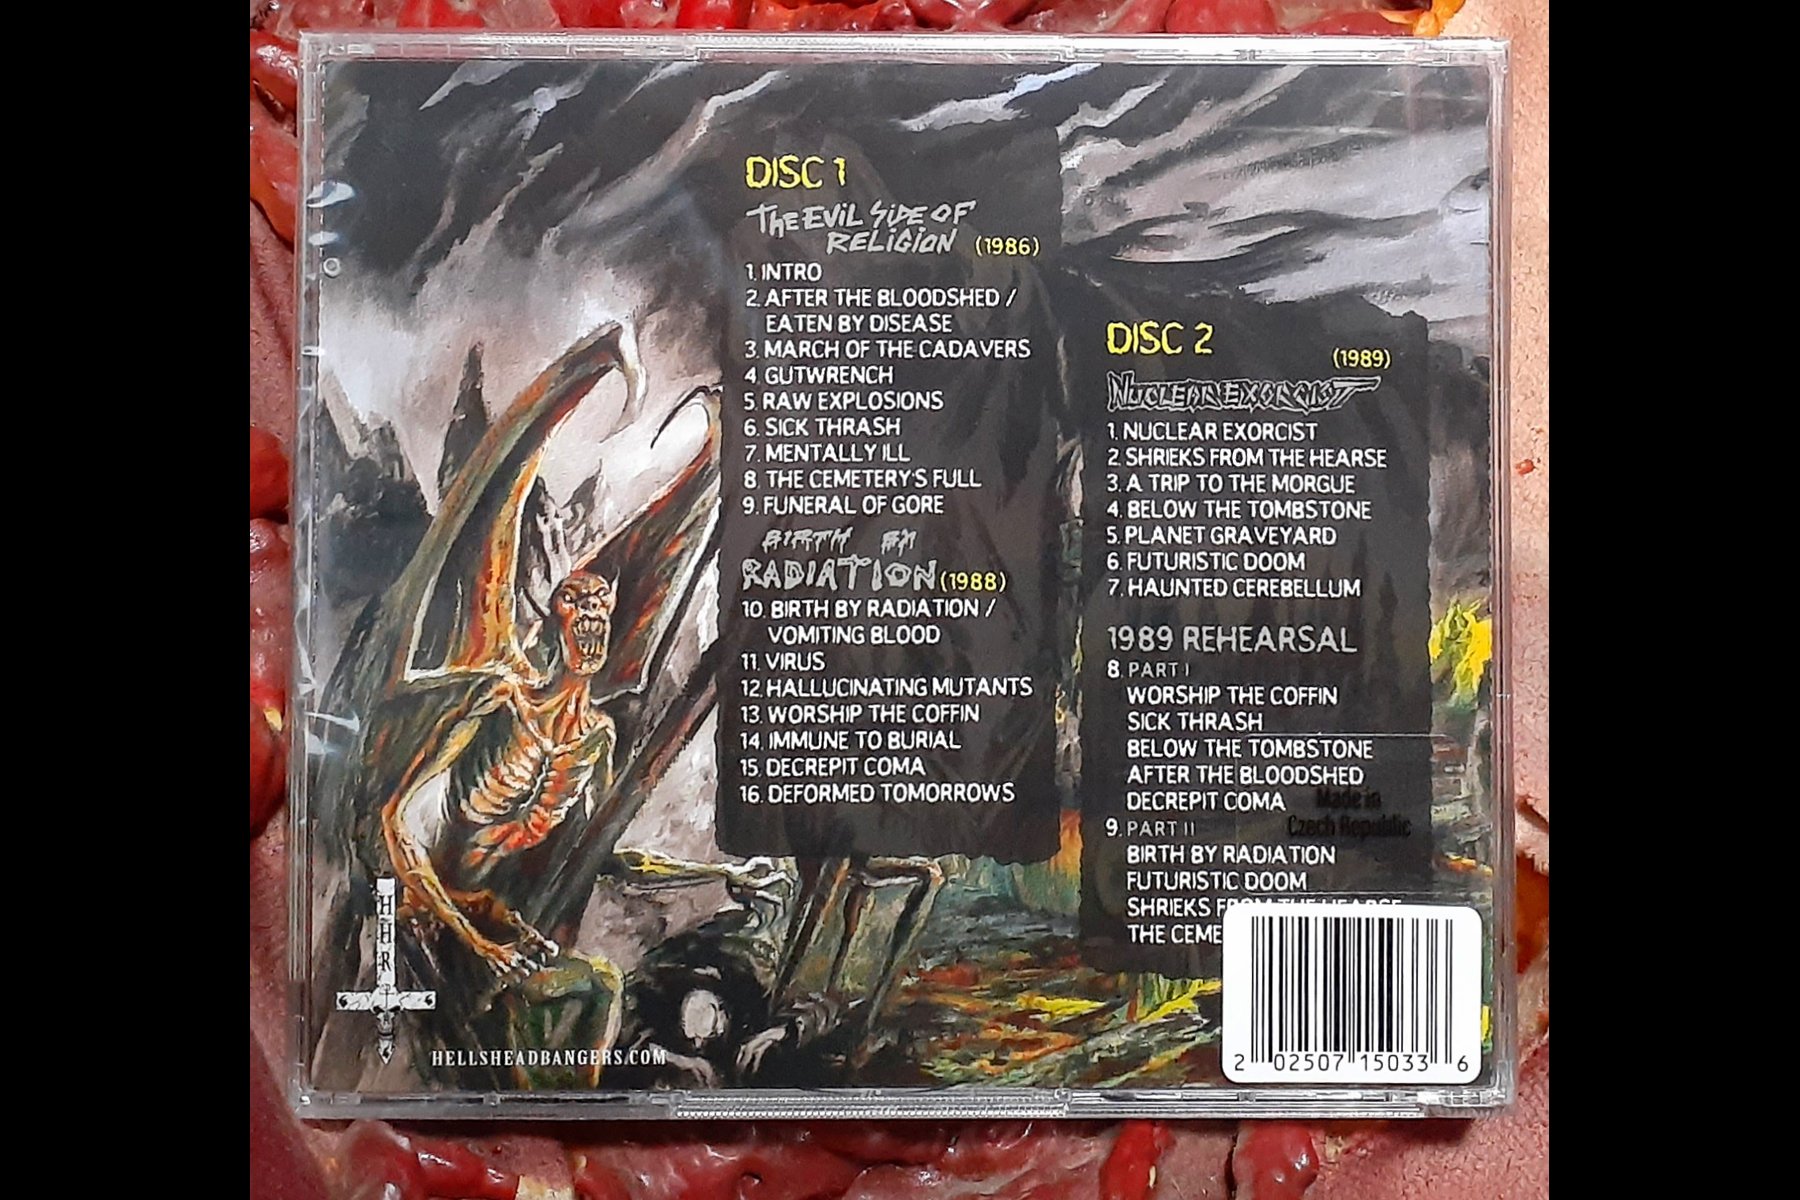 DISC 1
THE EVIL SIDE OF
RELIGION (1986)
1. INTRO
2. AFTER THE BLOODSHED /
EATEN BY DISEASE
3. MARCH OF THE CADAVERS
4. GUTWRENCH
5. RAW EXPLOSIONS
6. SICK THRASH
7. MENTALLY ILL
8. THE CEMETERY'S FULL
9. FUNERAL OF GORE
BIRTH BY
RADIATION (1988)
10. BIRTH BY RADIATION /
VOMITING BLOOD
11. VIRUS
12. HALLUCINATING MUTANTS
13. WORSHIP THE COFFIN
14. IMMUNE TO BURIAL
15. DECREPIT COMA
16. DEFORMED TOMORROWS
DISC 2
(1989)
NUCLEAR EXORCIST
1. NUCLEAR EXORCIST
2. SHRIEKS FROM THE HEARSE
3. A TRIP TO THE MORGUE
4. BELOW THE TOMBSTONE
5. PLANET GRAVEYARD
6. FUTURISTIC DOOM
7. HAUNTED CEREBELLUM
1989 REHEARSAL
8. PART I
WORSHIP THE COFFIN
SICK THRASH
BELOW THE TOMBSTONE
AFTER THE BLOODSHED
DECREPIT COMA
Made in
Czech Republic
9. PART II
BIRTH BY RADIATION
FUTURISTIC DOOM
SHRIEKS FROM THE HEARSE
THE CEME
HHR
HELLSHEADBANGERS.COM
2 02507 15033 6